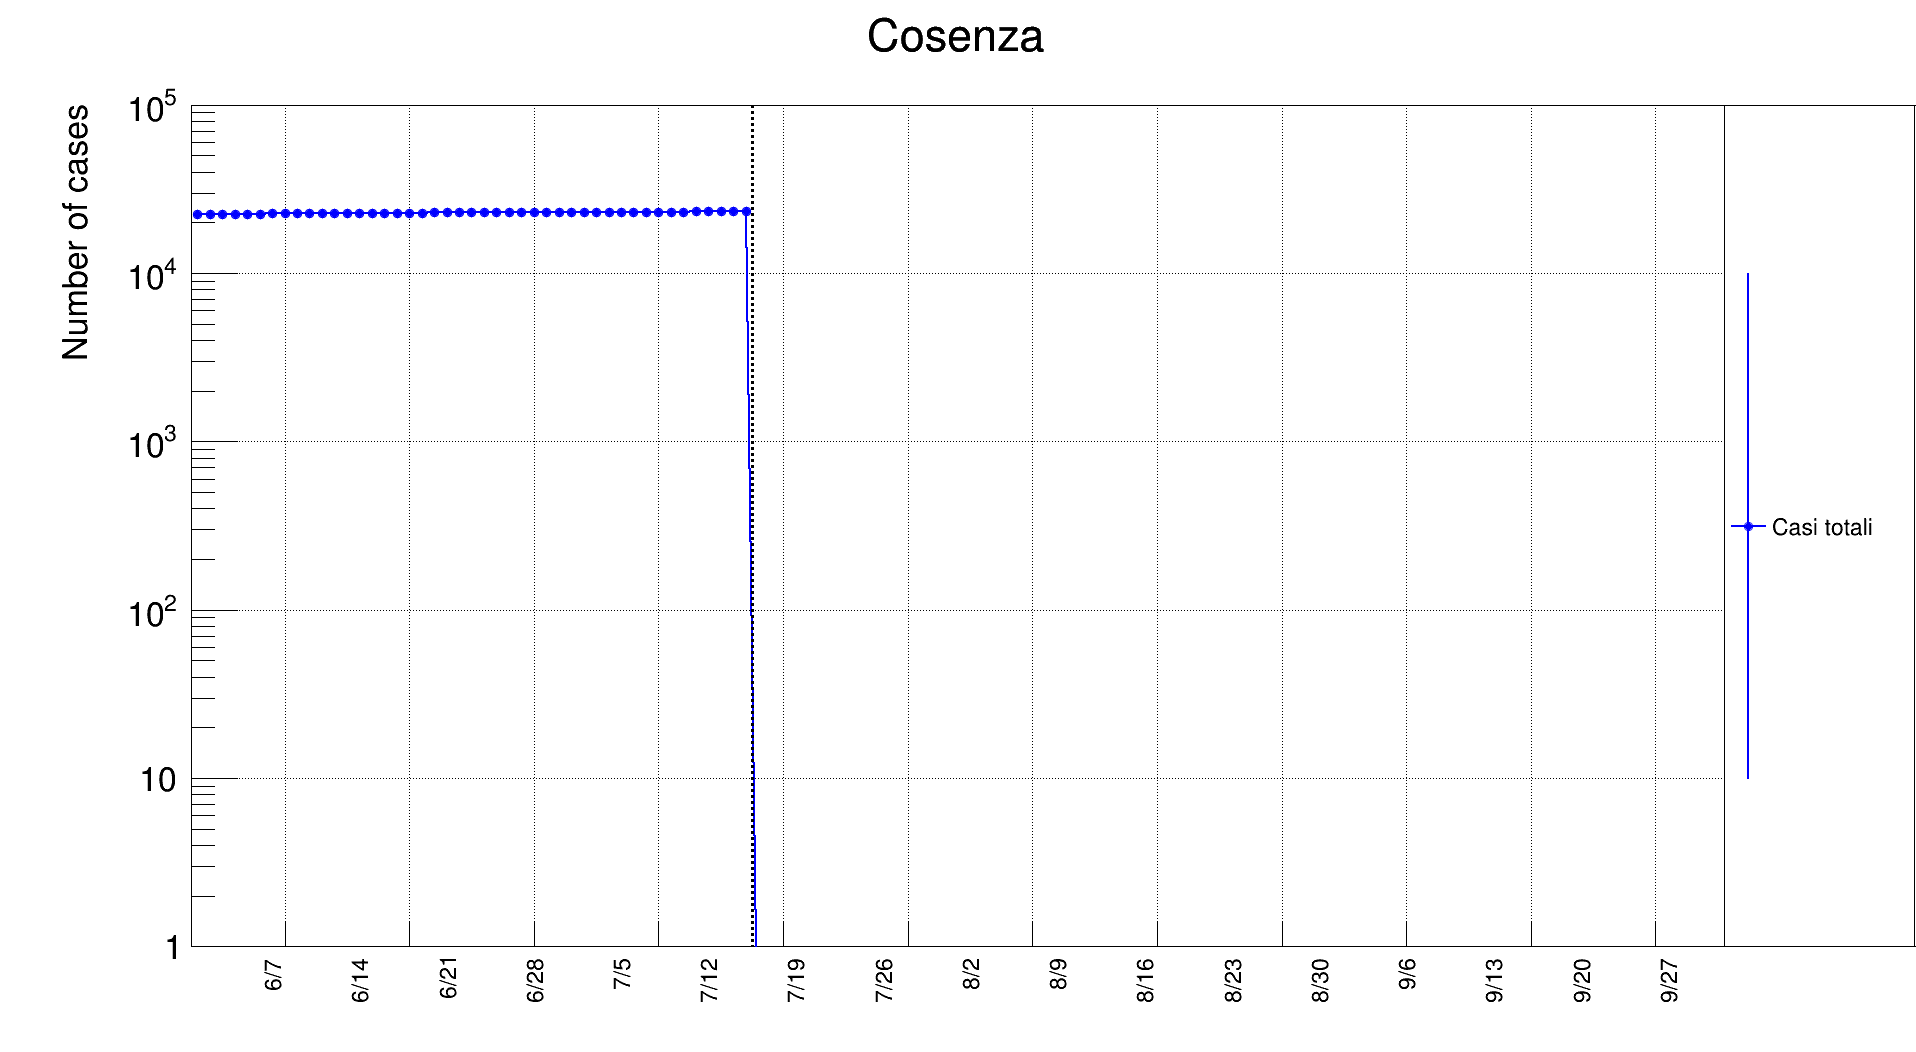 Cosenza
Number of cases
10^5
10^4
10^3
10^2
10
1
6/7 6/14 6/21 6/28 7/5 7/12 7/19 7/26 8/2 8/9 8/16 8/23 8/30 9/6 9/13 9/20 9/27
Casi totali